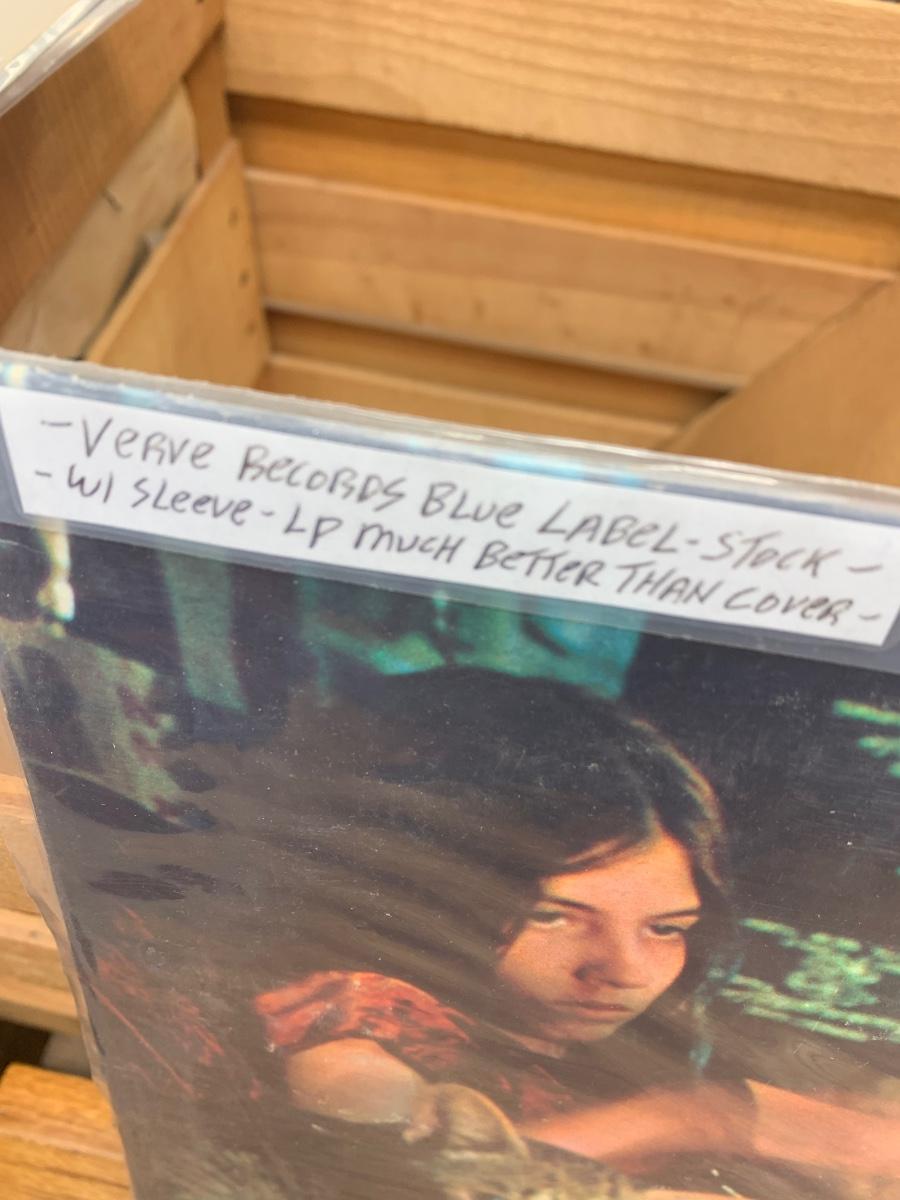 -VERVE RECORDS BLUE LABEL-STOCK-
-W/ SLEEVE-LP MUCH BETTER THAN COVER-